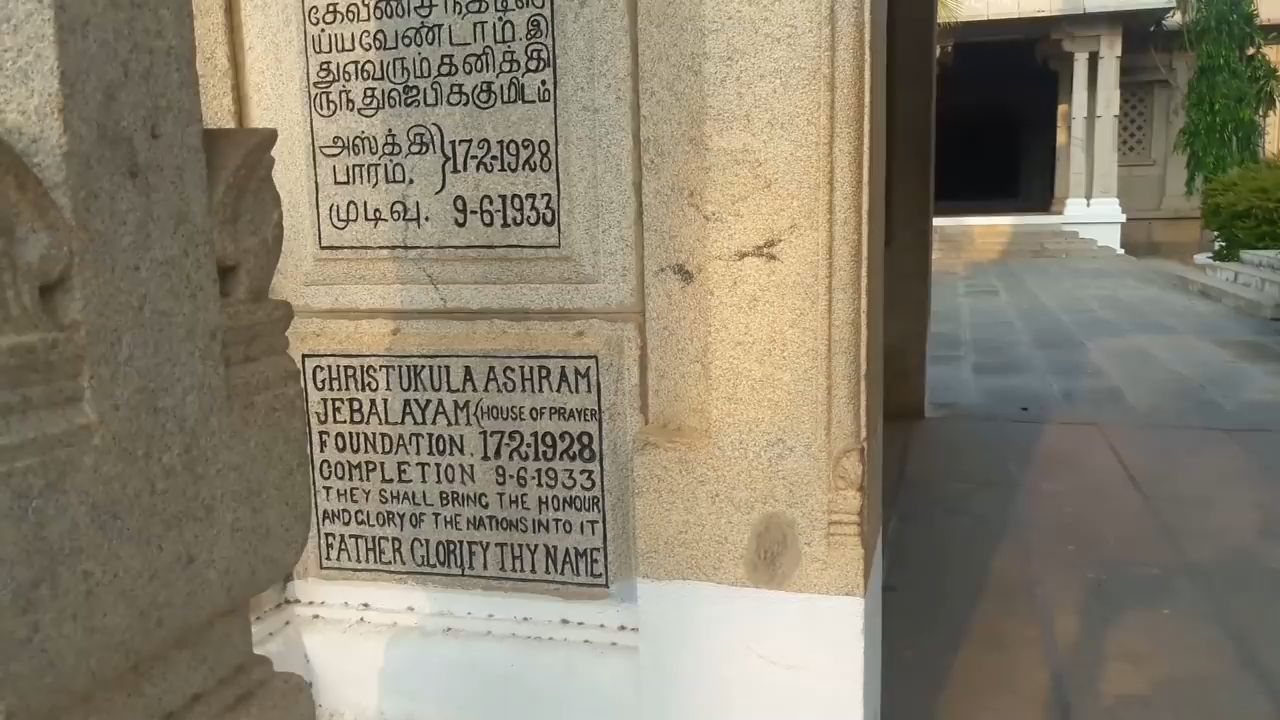 ய்யவேண்டாம்.இ
துஎவரும்தனித்தி
ருந்துஜெபிக்குமிடம்
அஸ்த்தி
பாரம். } 17-2-1928
முடிவு. 9-6-1933
CHRISTUKULA ASHRAM
JEBALAYAM (HOUSE OF PRAYER
FOUNDATION. 17-2-1928
COMPLETION 9-6-1933
THEY SHALL BRING THE HONOUR
AND GLORY OF THE NATIONS INTO IT
FATHER GLORIFY THY NAME